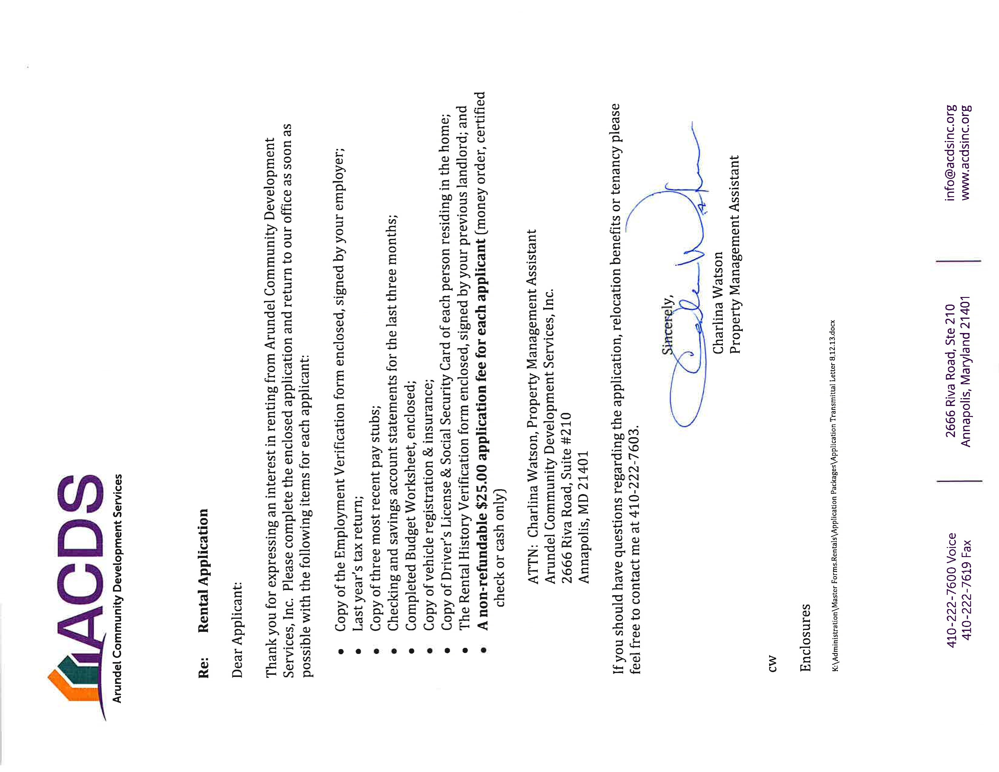 ACDS
Arundel Community Development Services
Re: Rental Application
Dear Applicant:
Thank you for expressing an interest in renting from Arundel Community Development
Services, Inc. Please complete the enclosed application and return to our office as soon as
possible with the following items for each applicant:
• Copy of the Employment Verification form enclosed, signed by your employer;
• Last year's tax return;
• Copy of three most recent pay stubs;
• Checking and savings account statements for the last three months;
• Completed Budget Worksheet, enclosed;
• Copy of vehicle registration & insurance;
• Copy of Driver's License & Social Security Card of each person residing in the home;
• The Rental History Verification form enclosed, signed by your previous landlord; and
• A non-refundable $25.00 application fee for each applicant (money order, certified
check or cash only)
ATTN: Charlina Watson, Property Management Assistant
Arundel Community Development Services, Inc.
2666 Riva Road, Suite #210
Annapolis, MD 21401
If you should have questions regarding the application, relocation benefits or tenancy please
feel free to contact me at 410-222-7603.
Sincerely,
Charlina Watson
Property Management Assistant
cw
Enclosures
K:\Administration\Master Forms.Rentals\Application Packages\Application Transmittal Letter 8.12.13.docx
410-222-7600 Voice
410-222-7619 Fax
2666 Riva Road, Ste 210
Annapolis, Maryland 21401
info@acdsinc.org
www.acdsinc.org